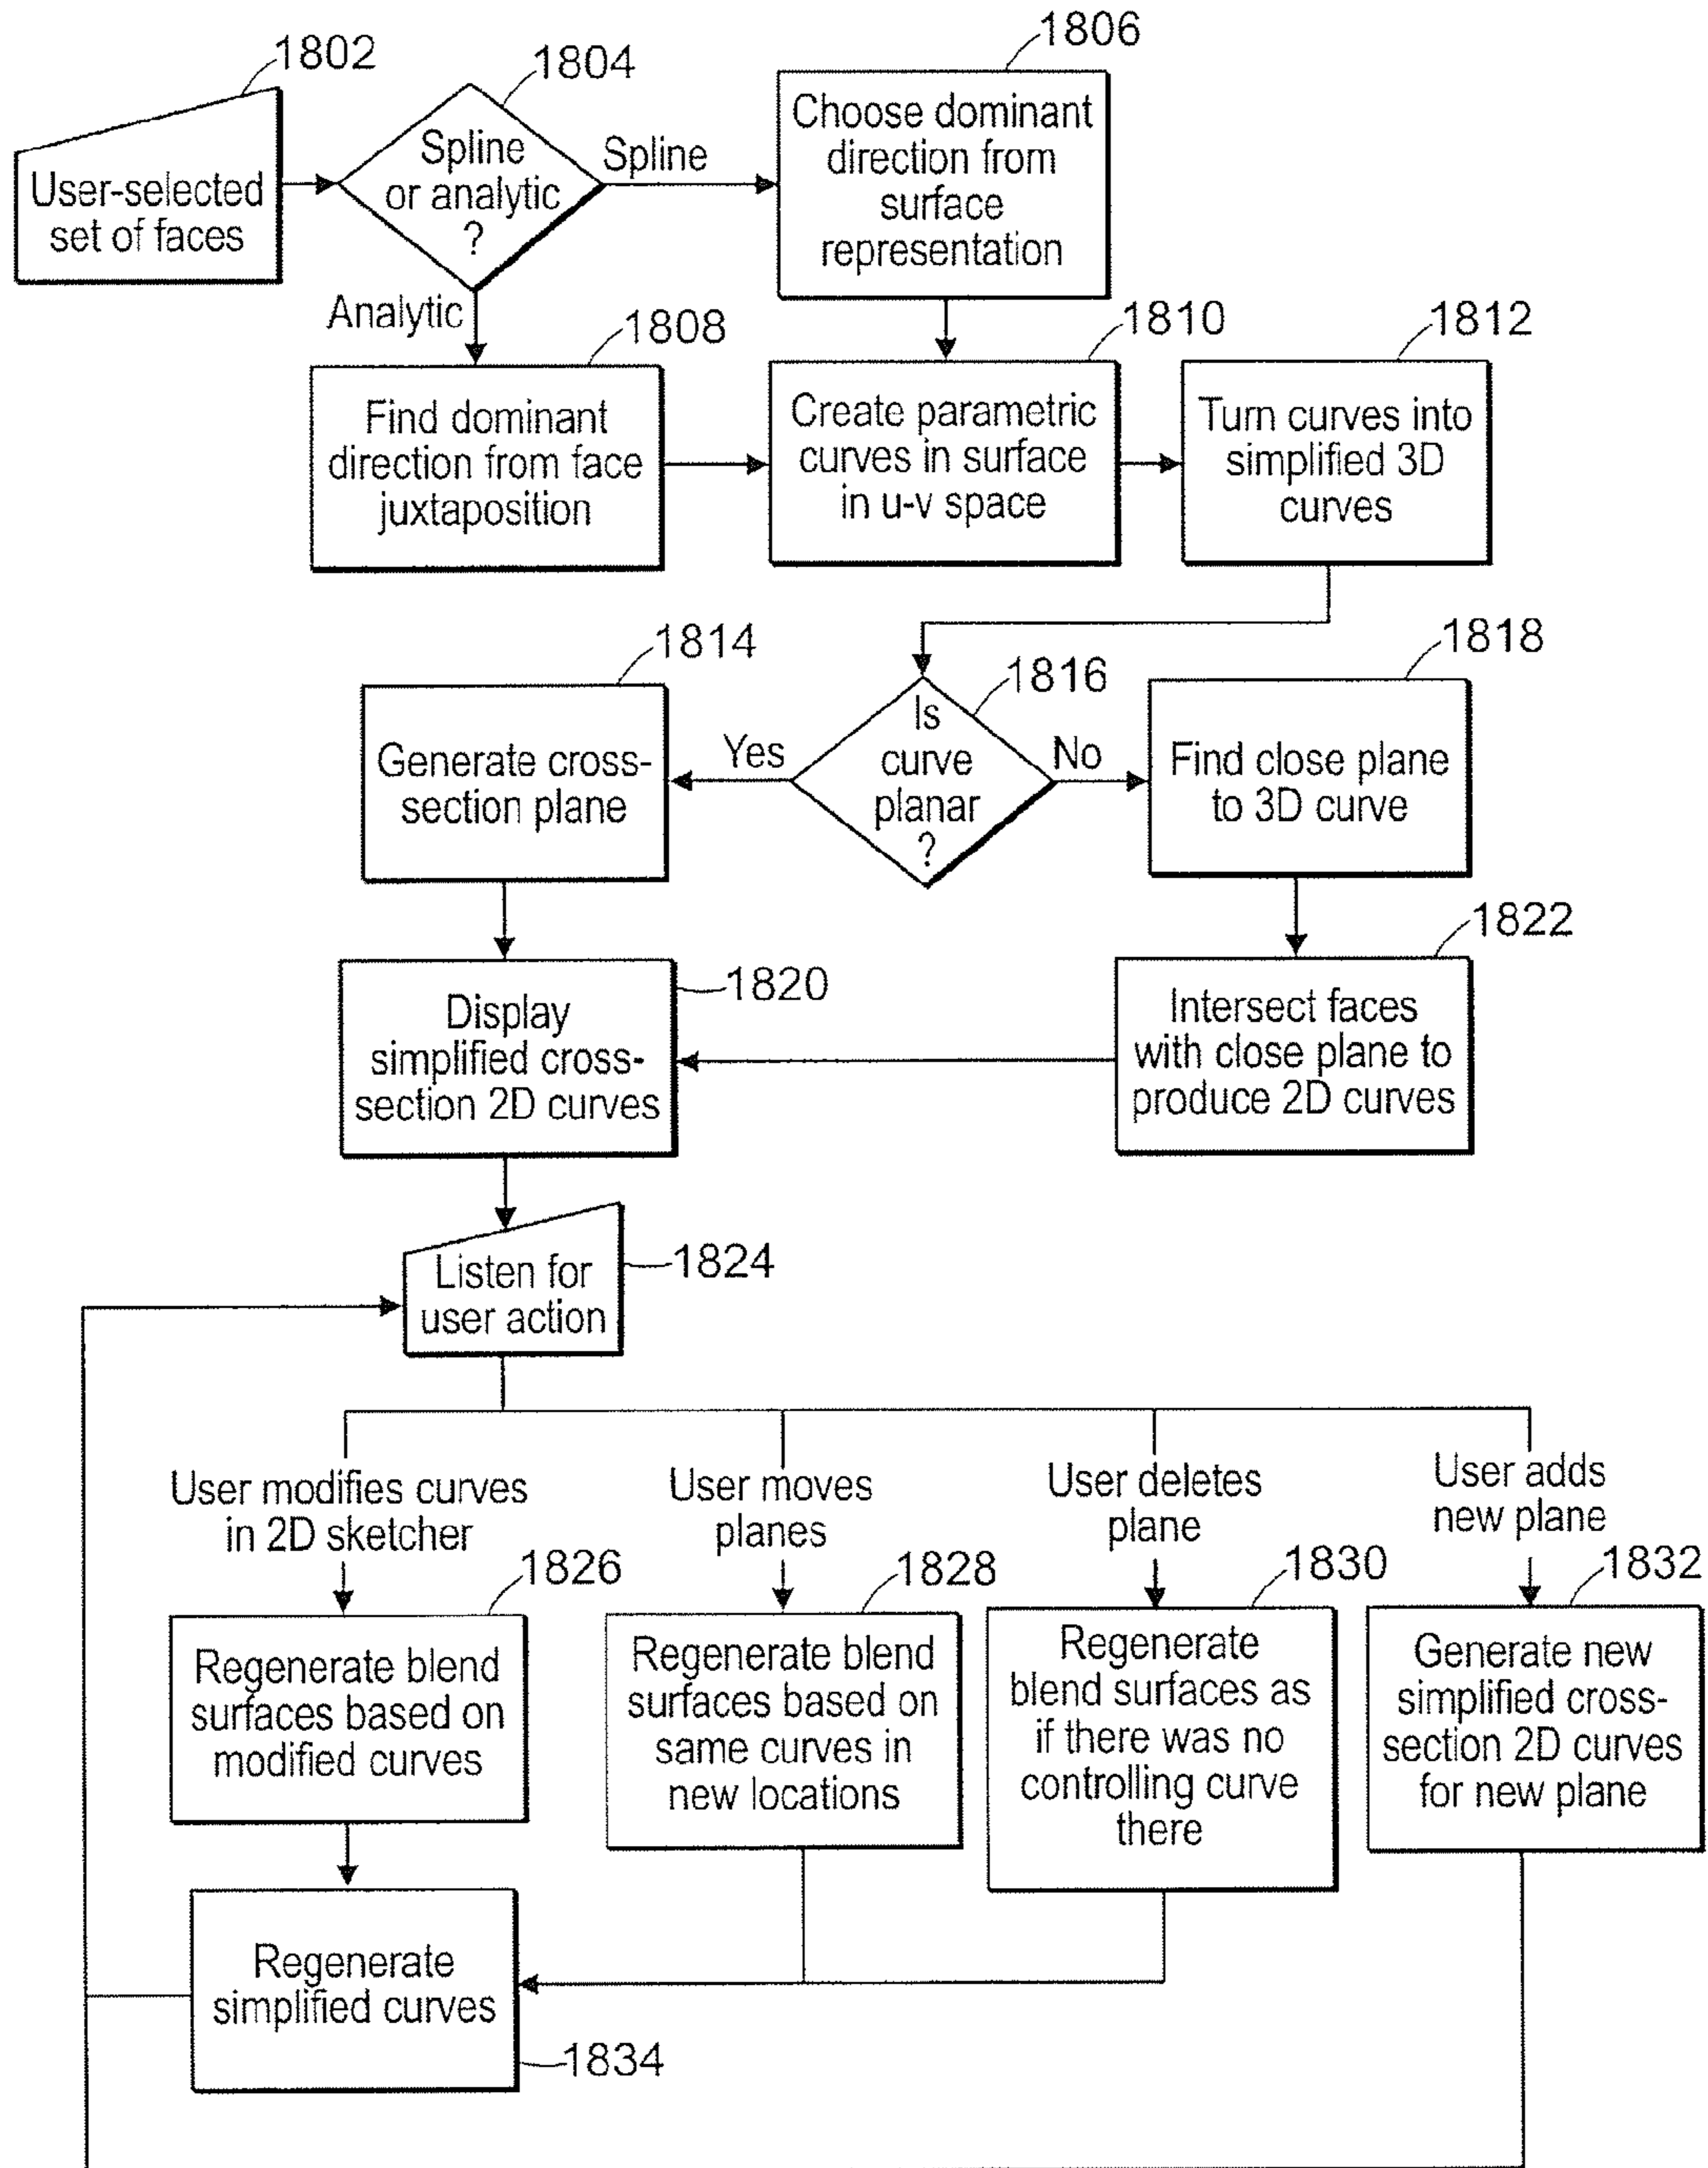 1802
User-selected
set of faces
1804
Spline
or analytic
?
Spline
Analytic
1806
Choose dominant
direction from
surface
representation
1808
Find dominant
direction from face
juxtaposition
1810
Create parametric
curves in surface
in u-v space
1812
Turn curves into
simplified 3D
curves
1814
Generate cross-
section plane
1816
Is
curve
planar
?
Yes
No
1818
Find close plane
to 3D curve
1820
Display
simplified cross-
section 2D curves
1822
Intersect faces
with close plane to
produce 2D curves
1824
Listen for
user action
User modifies curves
in 2D sketcher
User moves
planes
User deletes
plane
User adds
new plane
1826
Regenerate blend
surfaces based on
modified curves
1828
Regenerate blend
surfaces based on
same curves in
new locations
1830
Regenerate
blend surfaces as
if there was no
controlling curve
there
1832
Generate new
simplified cross-
section 2D curves
for new plane
Regenerate
simplified curves
1834